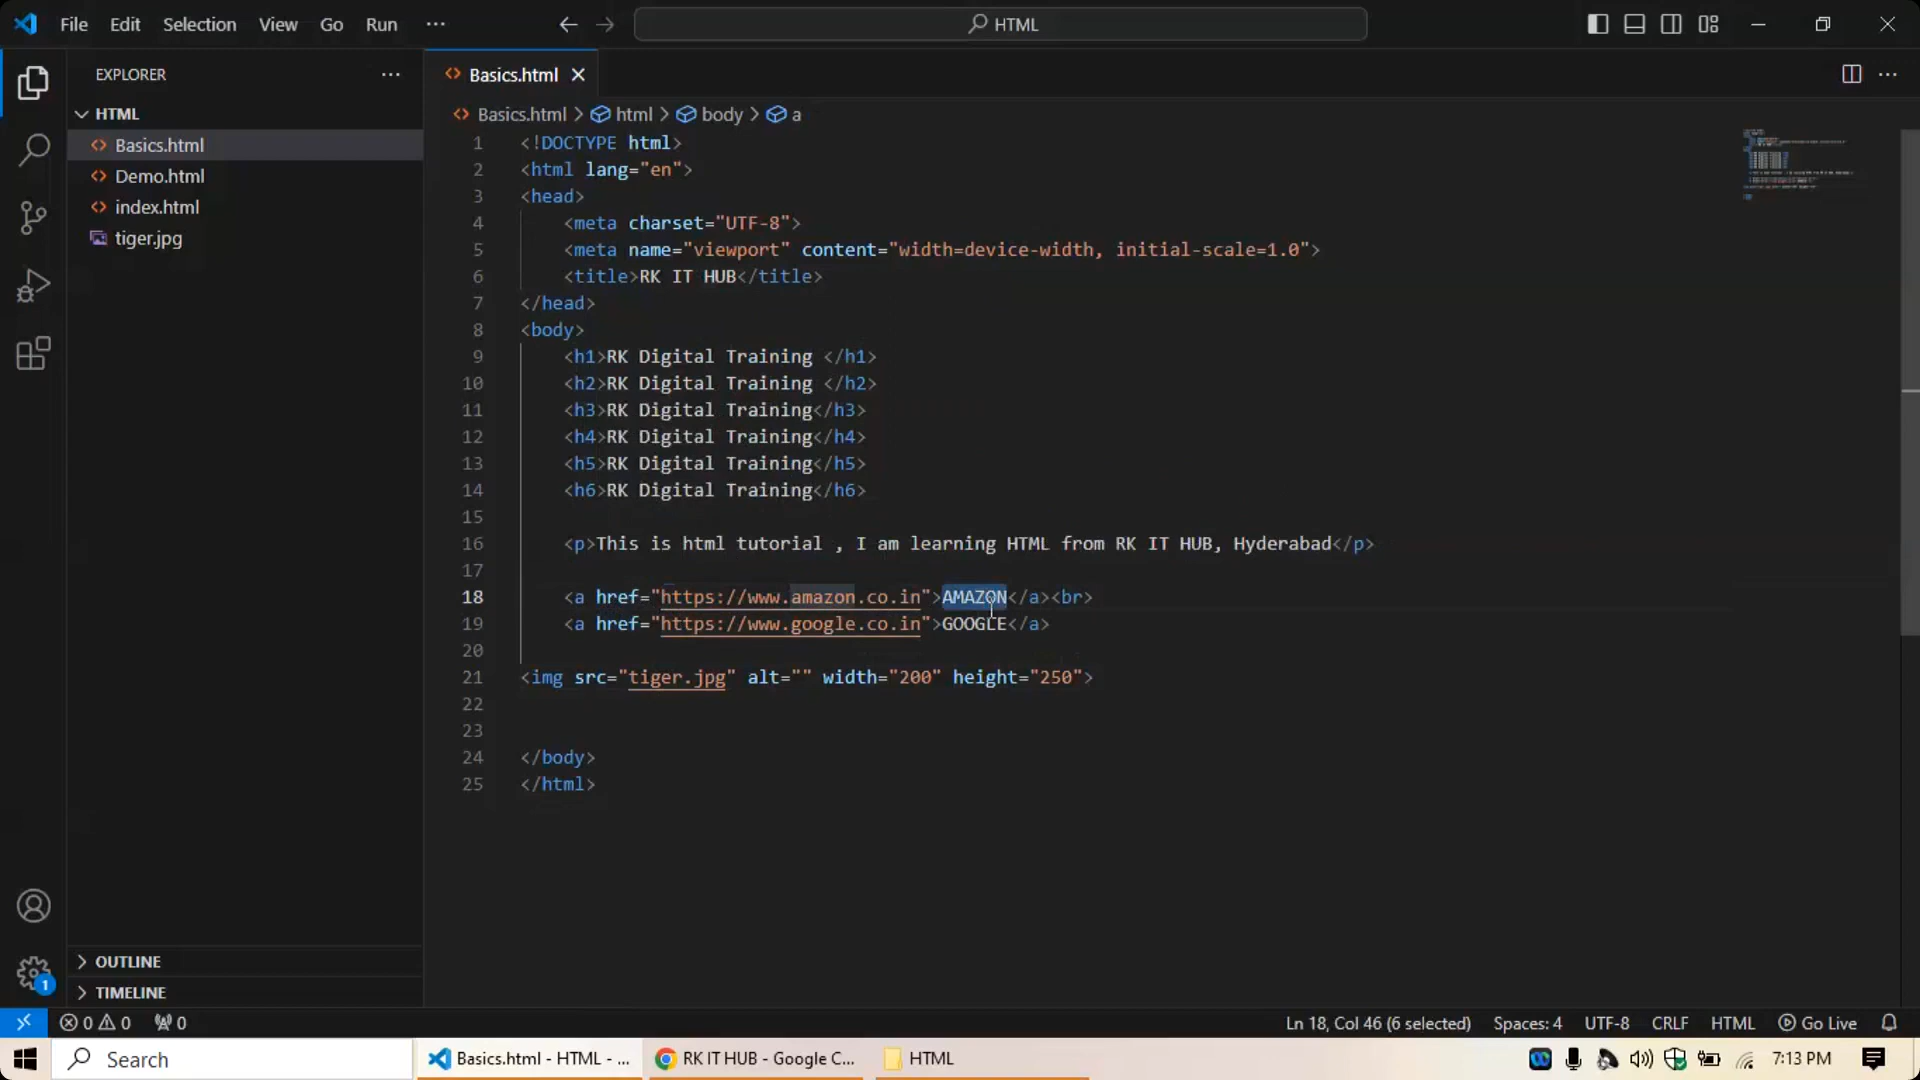 File Edit Selection View Go Run ··· HTML
EXPLORER ···
HTML
Basics.html
Demo.html
index.html
tiger.jpg
OUTLINE
TIMELINE
1
Basics.html
Basics.html > html > body > a
1 <!DOCTYPE html>
2 <html lang="en">
3 <head>
4 <meta charset="UTF-8">
5 <meta name="viewport" content="width=device-width, initial-scale=1.0">
6 <title>RK IT HUB</title>
7 </head>
8 <body>
9 <h1>RK Digital Training </h1>
10 <h2>RK Digital Training </h2>
11 <h3>RK Digital Training</h3>
12 <h4>RK Digital Training</h4>
13 <h5>RK Digital Training</h5>
14 <h6>RK Digital Training</h6>
15
16 <p>This is html tutorial , I am learning HTML from RK IT HUB, Hyderabad</p>
17
18 <a href="https://www.amazon.co.in">AMAZON</a><br>
19 <a href="https://www.google.co.in">GOOGLE</a>
20
21 <img src="tiger.jpg" alt="" width="200" height="250">
22
23
24 </body>
25 </html>
0 0 0 Ln 18, Col 46 (6 selected) Spaces: 4 UTF-8 CRLF HTML Go Live
Search Basics.html - HTML - ... RK IT HUB - Google C... HTML 7:13 PM